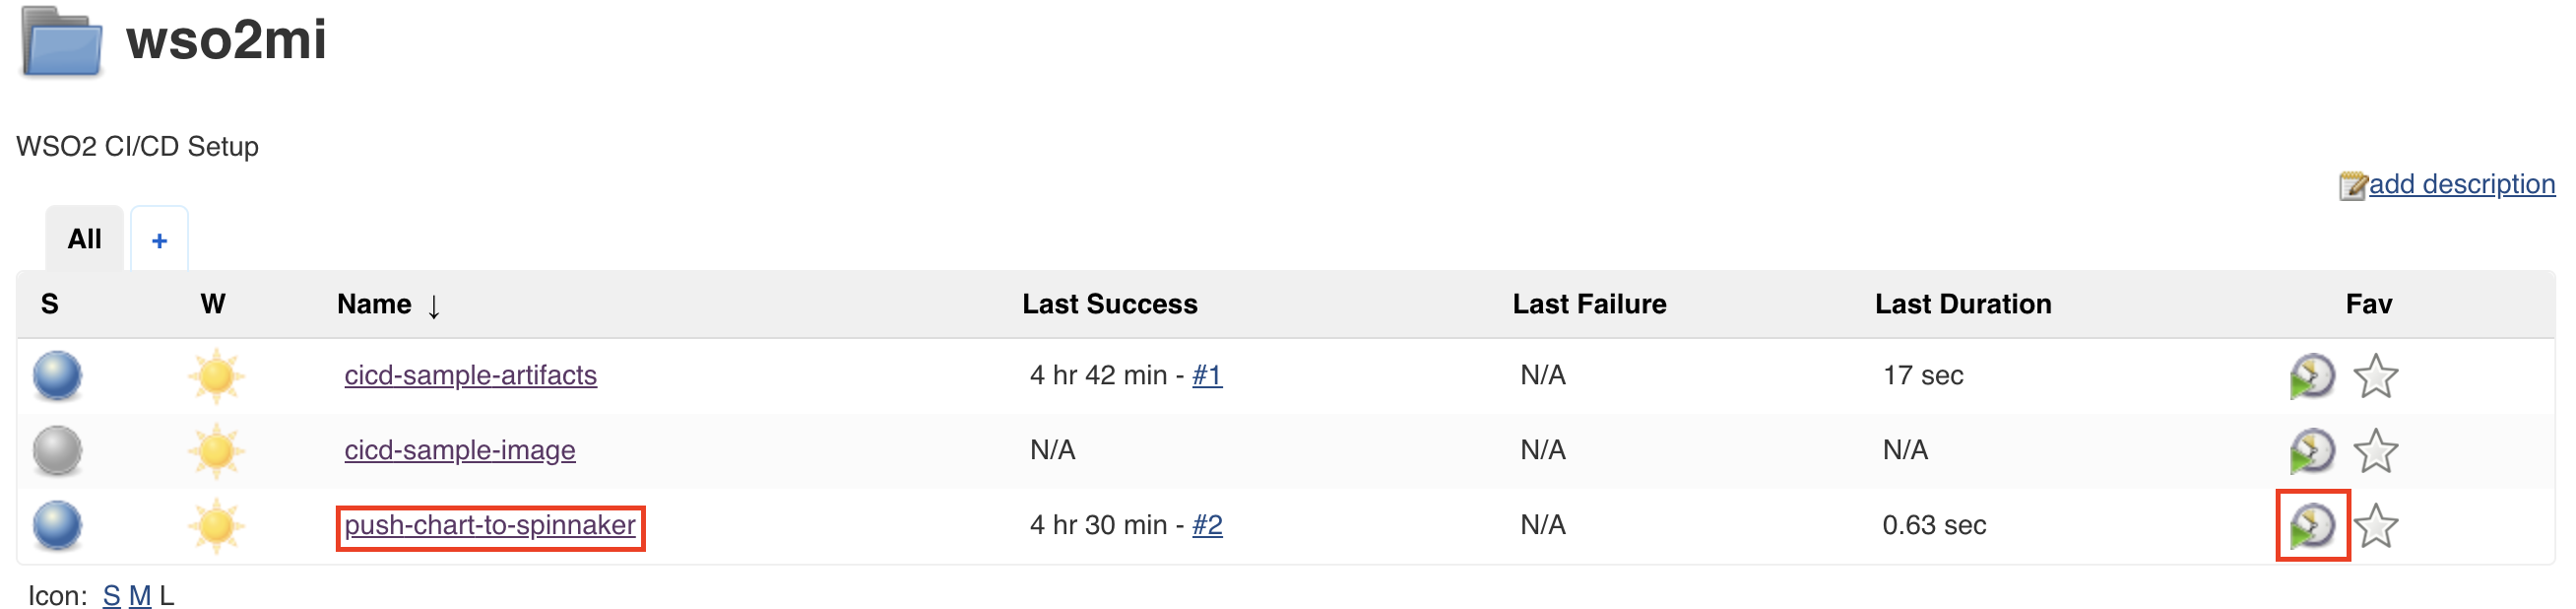 wso2mi
WSO2 CI/CD Setup
add description
All +
S W Name ↓ Last Success Last Failure Last Duration Fav
cicd-sample-artifacts 4 hr 42 min - #1 N/A 17 sec
cicd-sample-image N/A N/A N/A
push-chart-to-spinnaker 4 hr 30 min - #2 N/A 0.63 sec
Icon: S M L